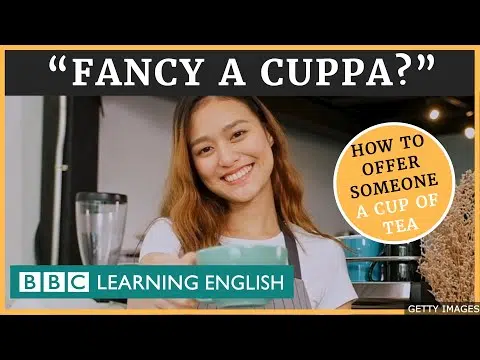 “FANCY A CUPPA?”
HOW TO
OFFER
SOMEONE
A CUP OF
TEA
BBC LEARNING ENGLISH
GETTY IMAGES